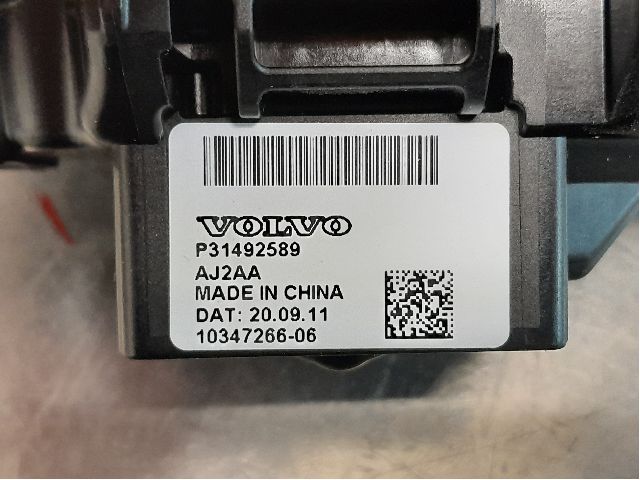 VOLVO
P31492589
AJ2AA
MADE IN CHINA
DAT: 20.09.11
10347266-06